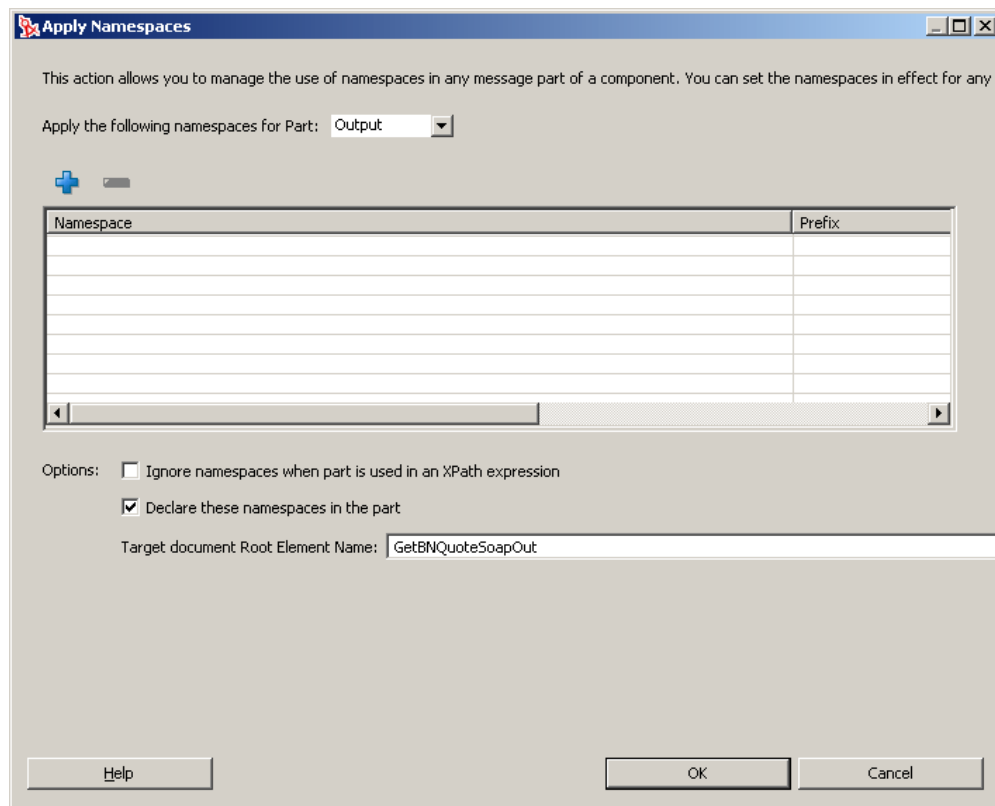 Apply Namespaces
This action allows you to manage the use of namespaces in any message part of a component. You can set the namespaces in effect for any
Apply the following namespaces for Part: Output
Namespace Prefix
Options: Ignore namespaces when part is used in an XPath expression
Declare these namespaces in the part
Target document Root Element Name: GetBNQuoteSoapOut
Help OK Cancel